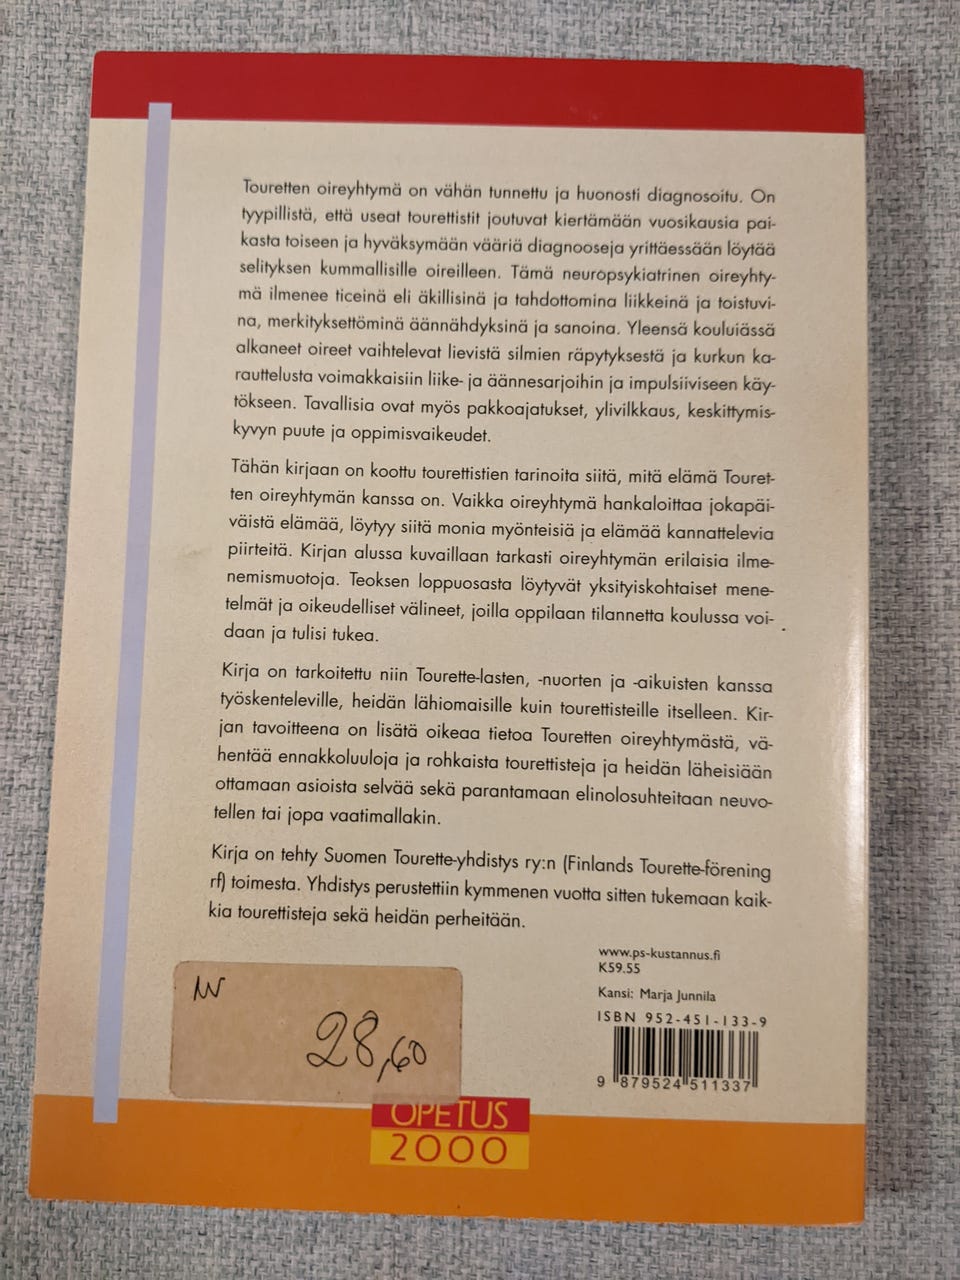 Touretten oireyhtymä on vähän tunnettu ja huonosti diagnosoitu. On
tyypillistä, että useat tourettistit joutuvat kiertämään vuosikausia pai-
kasta toiseen ja hyväksymään vääriä diagnooseja yrittäessään löytää
selityksen kummallisille oireilleen. Tämä neuropsykiatrinen oireyhty-
mä ilmenee ticeinä eli äkillisinä ja tahdottomina liikkeinä ja toistuvi-
na, merkityksettöminä äännähdyksinä ja sanoina. Yleensä kouluiässä
alkaneet oireet vaihtelevat lievistä silmien räpytyksestä ja kurkun ka-
rauttelusta voimakkaisiin liike- ja äännesarjoihin ja impulsiiviseen käy-
tökseen. Tavallisia ovat myös pakkoajatukset, ylivilkkaus, keskittymis-
kyvyn puute ja oppimisvaikeudet.
Tähän kirjaan on koottu tourettistien tarinoita siitä, mitä elämä Touret-
ten oireyhtymän kanssa on. Vaikka oireyhtymä hankaloittaa jokapäi-
väistä elämää, löytyy siitä monia myönteisiä ja elämää kannattelevia
piirteitä. Kirjan alussa kuvaillaan tarkasti oireyhtymän erilaisia ilme-
nemismuotoja. Teoksen loppuosasta löytyvät yksityiskohtaiset mene-
telmät ja oikeudelliset välineet, joilla oppilaan tilannetta koulussa voi-
daan ja tulisi tukea.
Kirja on tarkoitettu niin Tourette-lasten, -nuorten ja -aikuisten kanssa
työskenteleville, heidän lähiomaisille kuin tourettisteille itselleen. Kir-
jan tavoitteena on lisätä oikeaa tietoa Touretten oireyhtymästä, vä-
hentää ennakkoluuloja ja rohkaista tourettisteja ja heidän läheisiään
ottamaan asioista selvää sekä parantamaan elinolosuhteitaan neuvo-
tellen tai jopa vaatimallakin.
Kirja on tehty Suomen Tourette-yhdistys ry:n (Finlands Tourette-förening
rf) toimesta. Yhdistys perustettiin kymmenen vuotta sitten tukemaan kaik-
kia tourettisteja sekä heidän perheitään.
www.ps-kustannus.fi
K59.55
Kansi: Marja Junnila
ISBN 952-451-133-9
9 879524 511337
28,60
OPETUS
2000